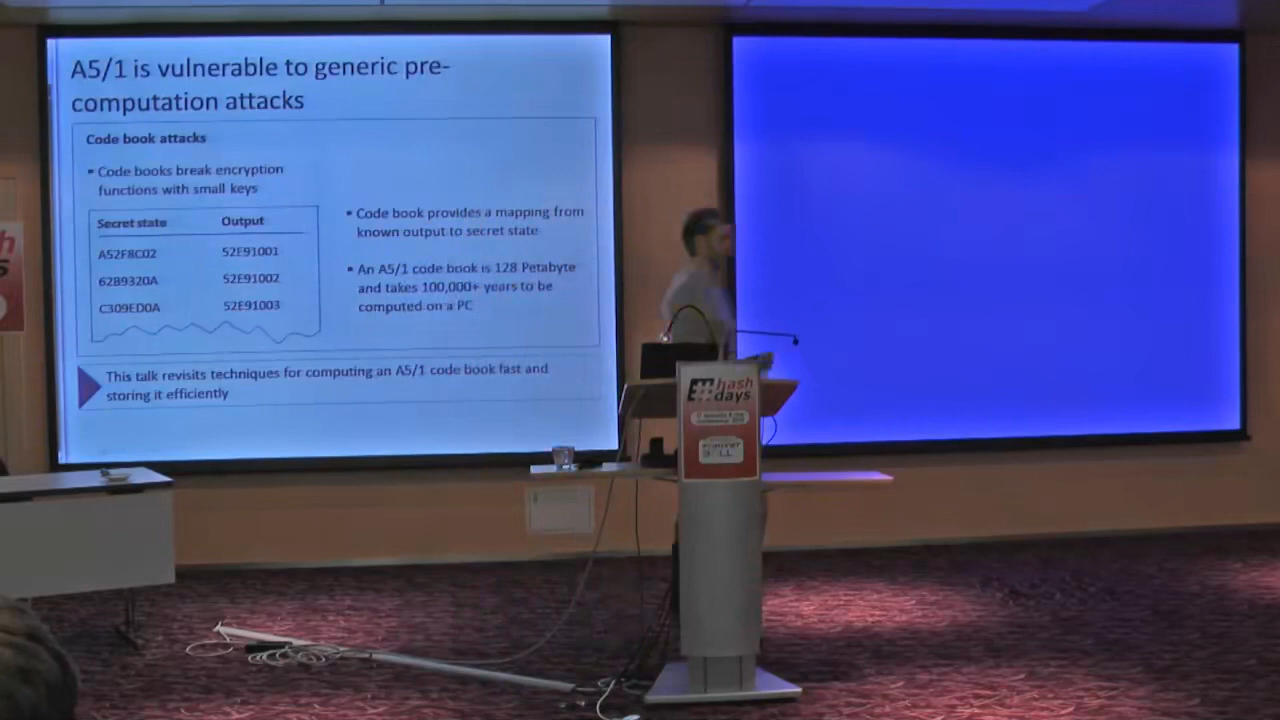 A5/1 is vulnerable to generic pre-
computation attacks
Code book attacks
▪ Code books break encryption
functions with small keys
Secret state Output
A52F8C02 52E91001
62B9320A 52E91002
C309ED0A 52E91003
▪ Code book provides a mapping from
known output to secret state
▪ An A5/1 code book is 128 Petabyte
and takes 100,000+ years to be
computed on a PC
This talk revisits techniques for computing an A5/1 code book fast and
storing it efficiently
#hash
days